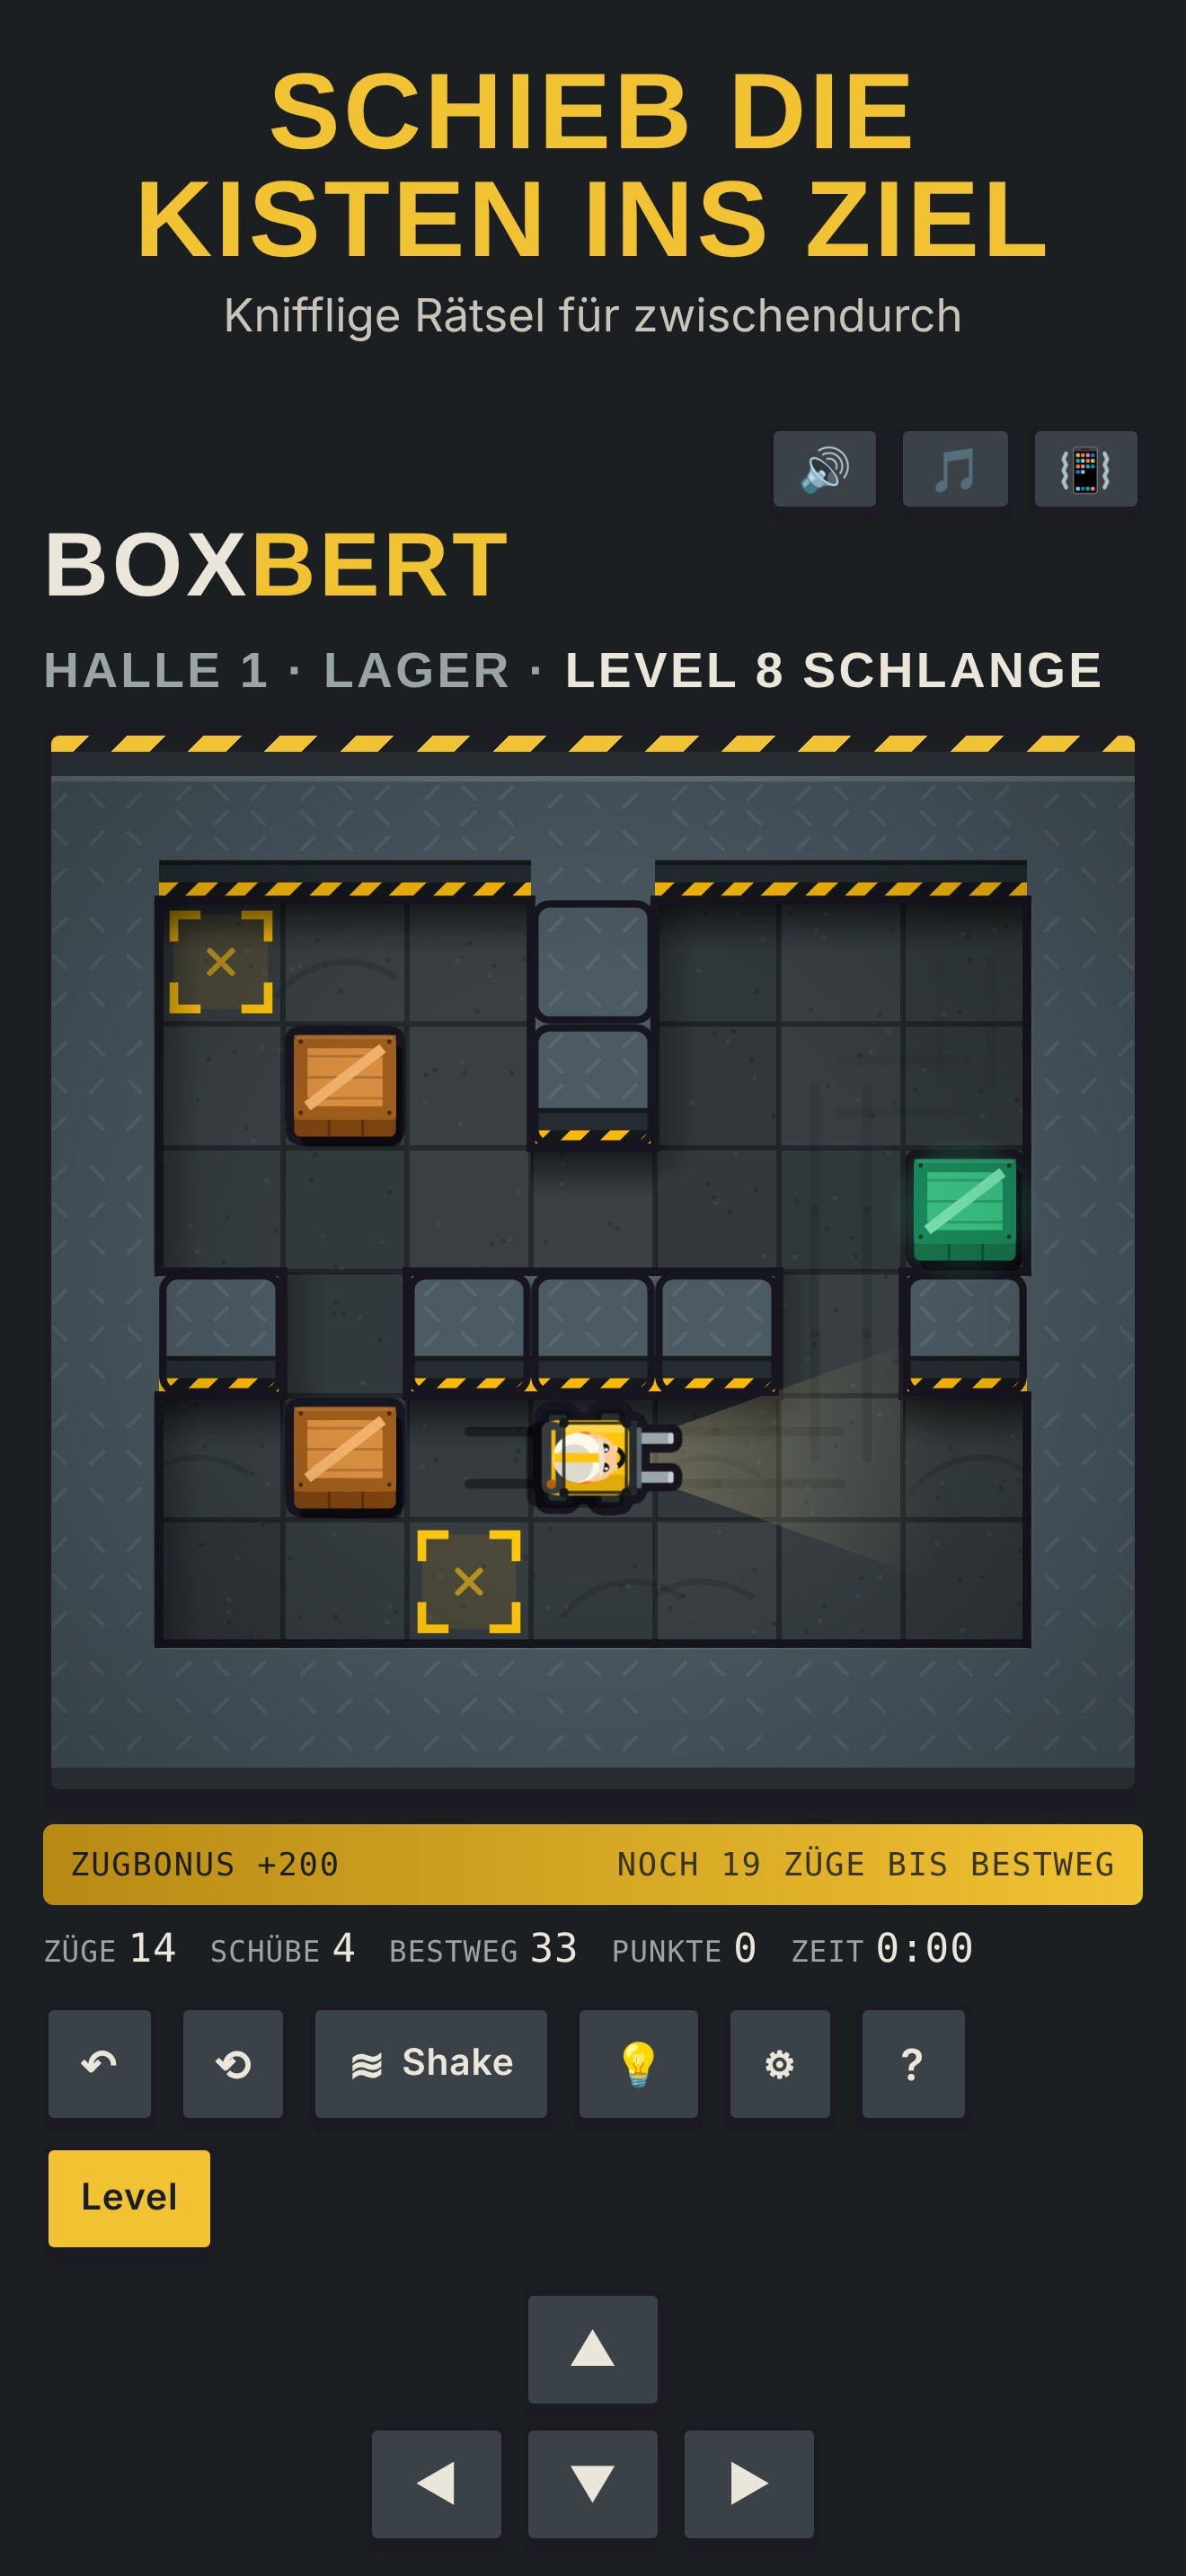 SCHIEB DIE
KISTEN INS ZIEL
Knifflige Rätsel für zwischendurch
BOXBERT
HALLE 1 · LAGER · LEVEL 8 SCHLANGE
ZUGBONUS +200 NOCH 19 ZÜGE BIS BESTWEG
ZÜGE 14 SCHÜBE 4 BESTWEG 33 PUNKTE 0 ZEIT 0:00
Shake ?
Level